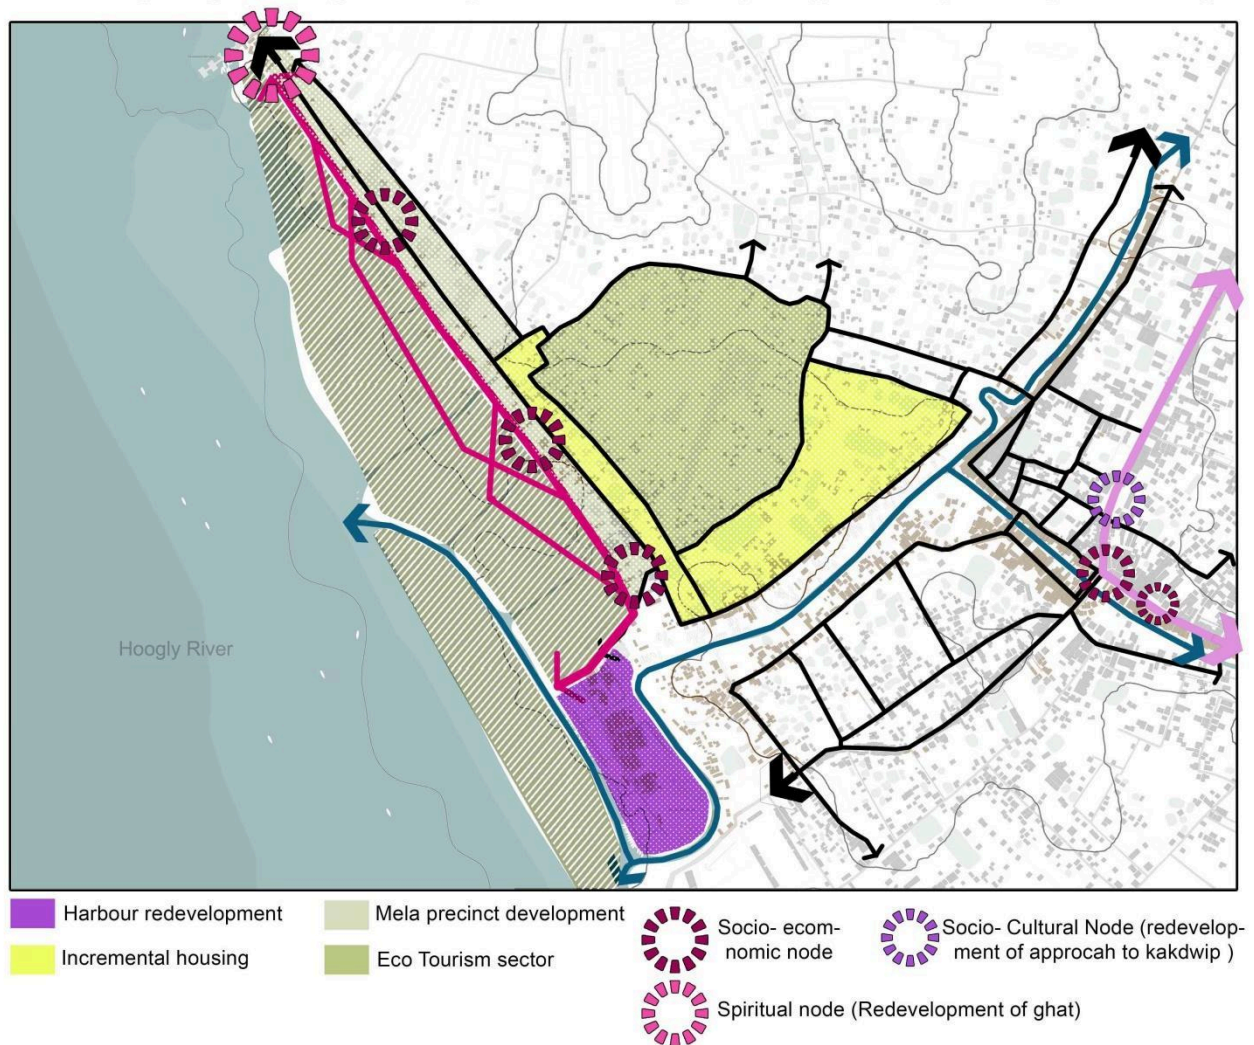 Hoogly River
Harbour redevelopment
Incremental housing
Mela precinct development
Eco Tourism sector
Socio- ecom-
nomic node
Socio- Cultural Node (redevelop-
ment of approcah to kakdwip )
Spiritual node (Redevelopment of ghat)